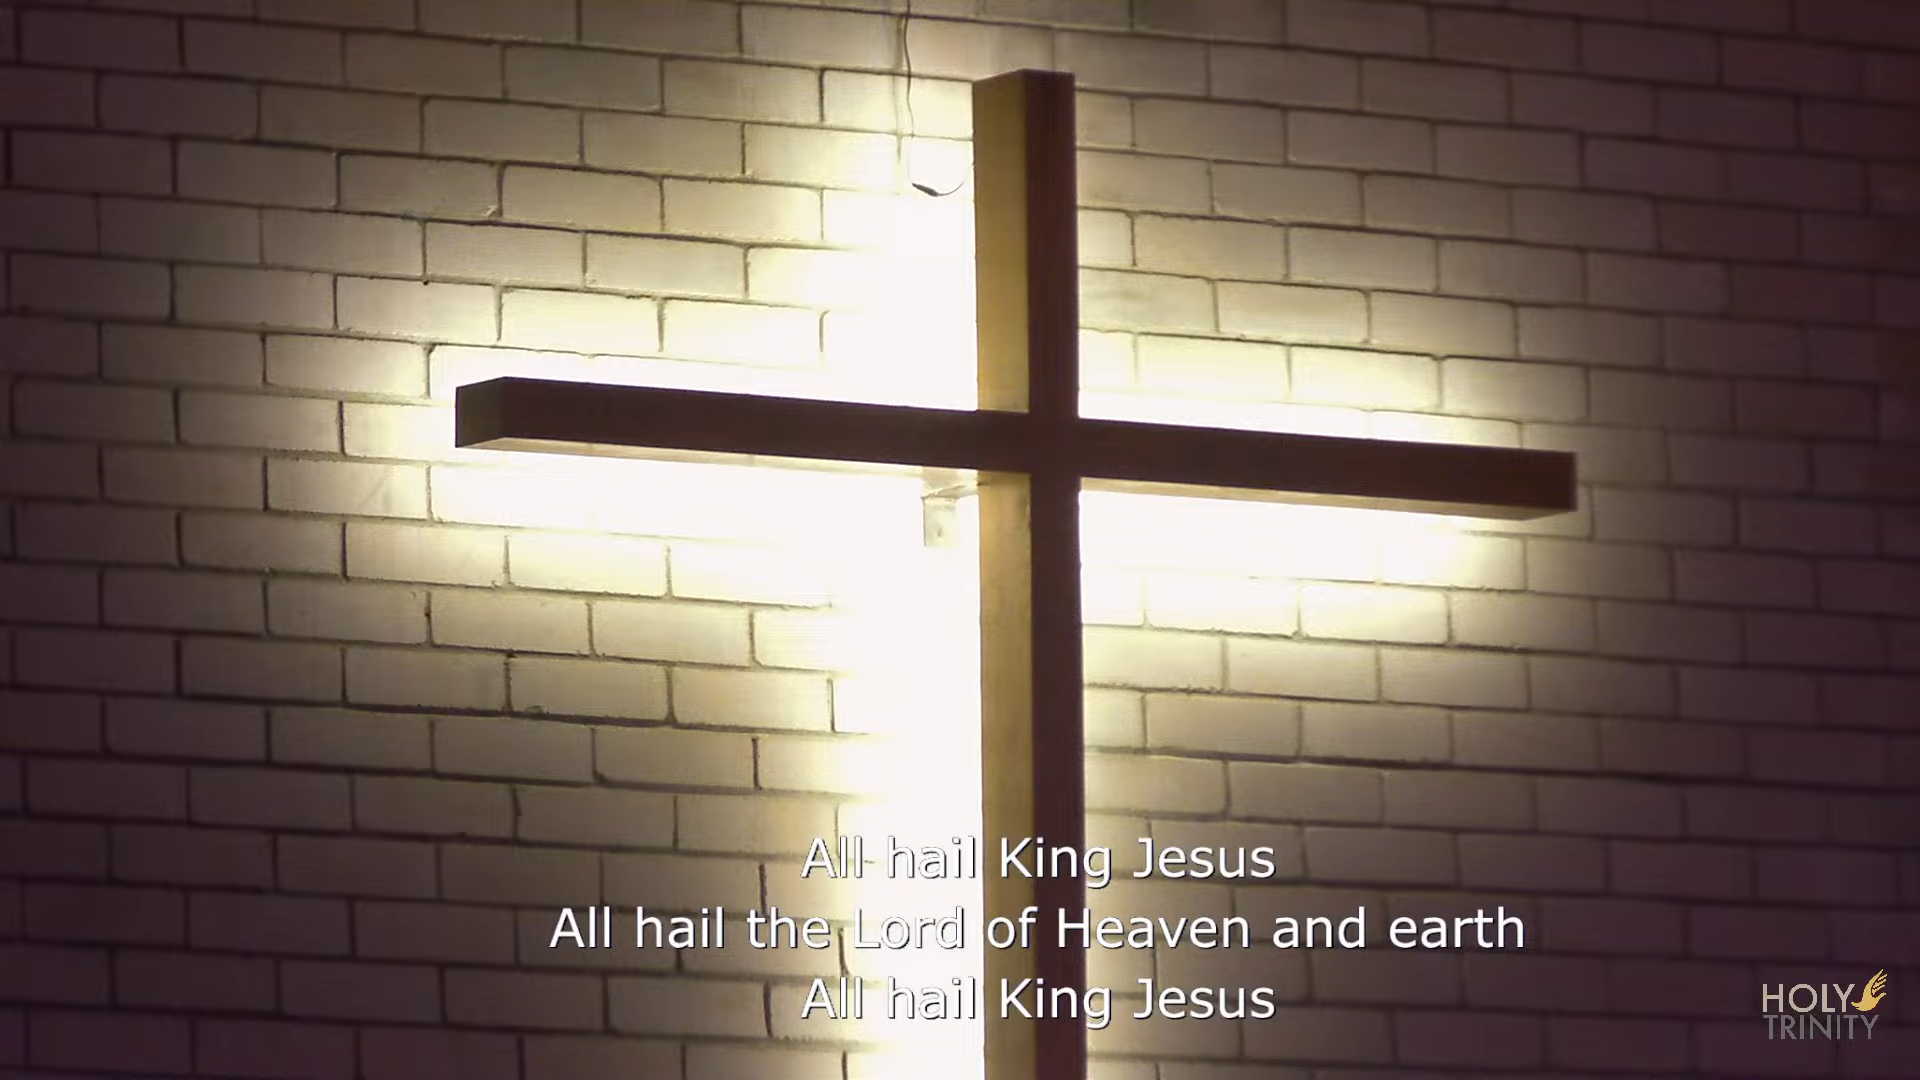 All hail King Jesus
All hail the Lord of Heaven and earth
All hail King Jesus
HOLY
TRINITY